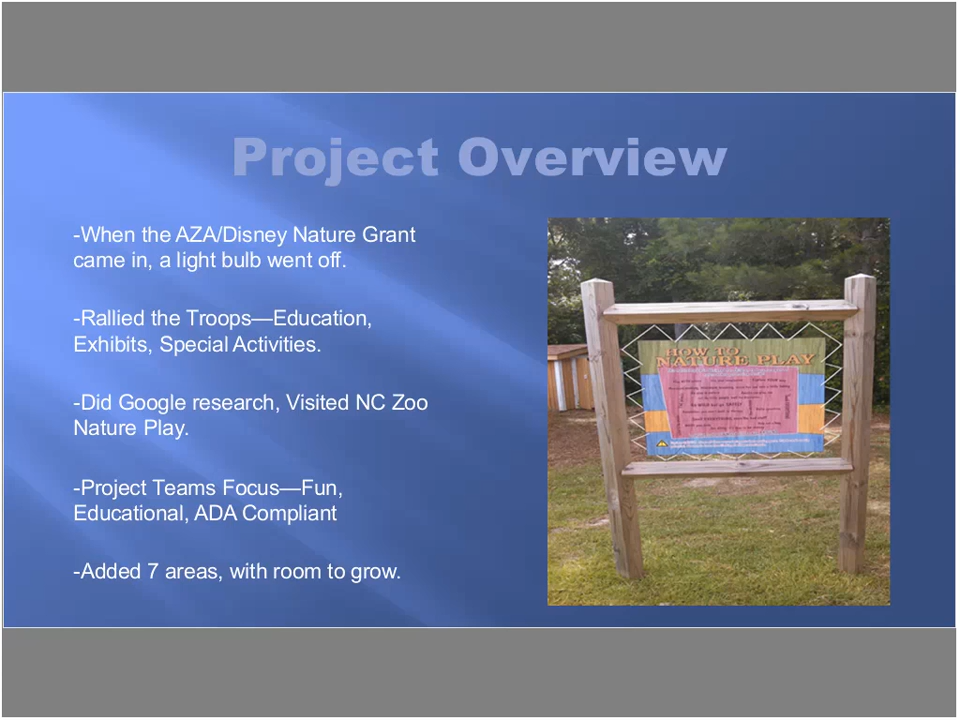 Project Overview
-When the AZA/Disney Nature Grant
came in, a light bulb went off.
-Rallied the Troops—Education,
Exhibits, Special Activities.
-Did Google research, Visited NC Zoo
Nature Play.
-Project Teams Focus—Fun,
Educational, ADA Compliant
-Added 7 areas, with room to grow.
HOW TO
NATURE PLAY